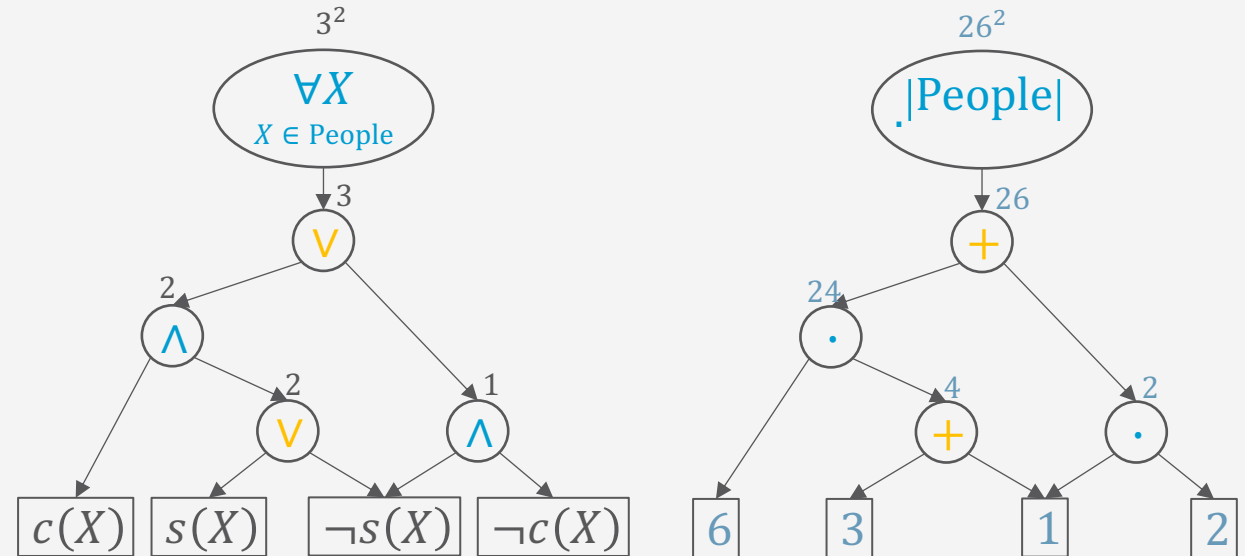 3² 26²
∀X .|People|
X ∈ People
3 26
∨ +
2 24
∧ ·
2 1 4 2
∨ ∧ + ·
c(X) s(X) ¬s(X) ¬c(X) 6 3 1 2